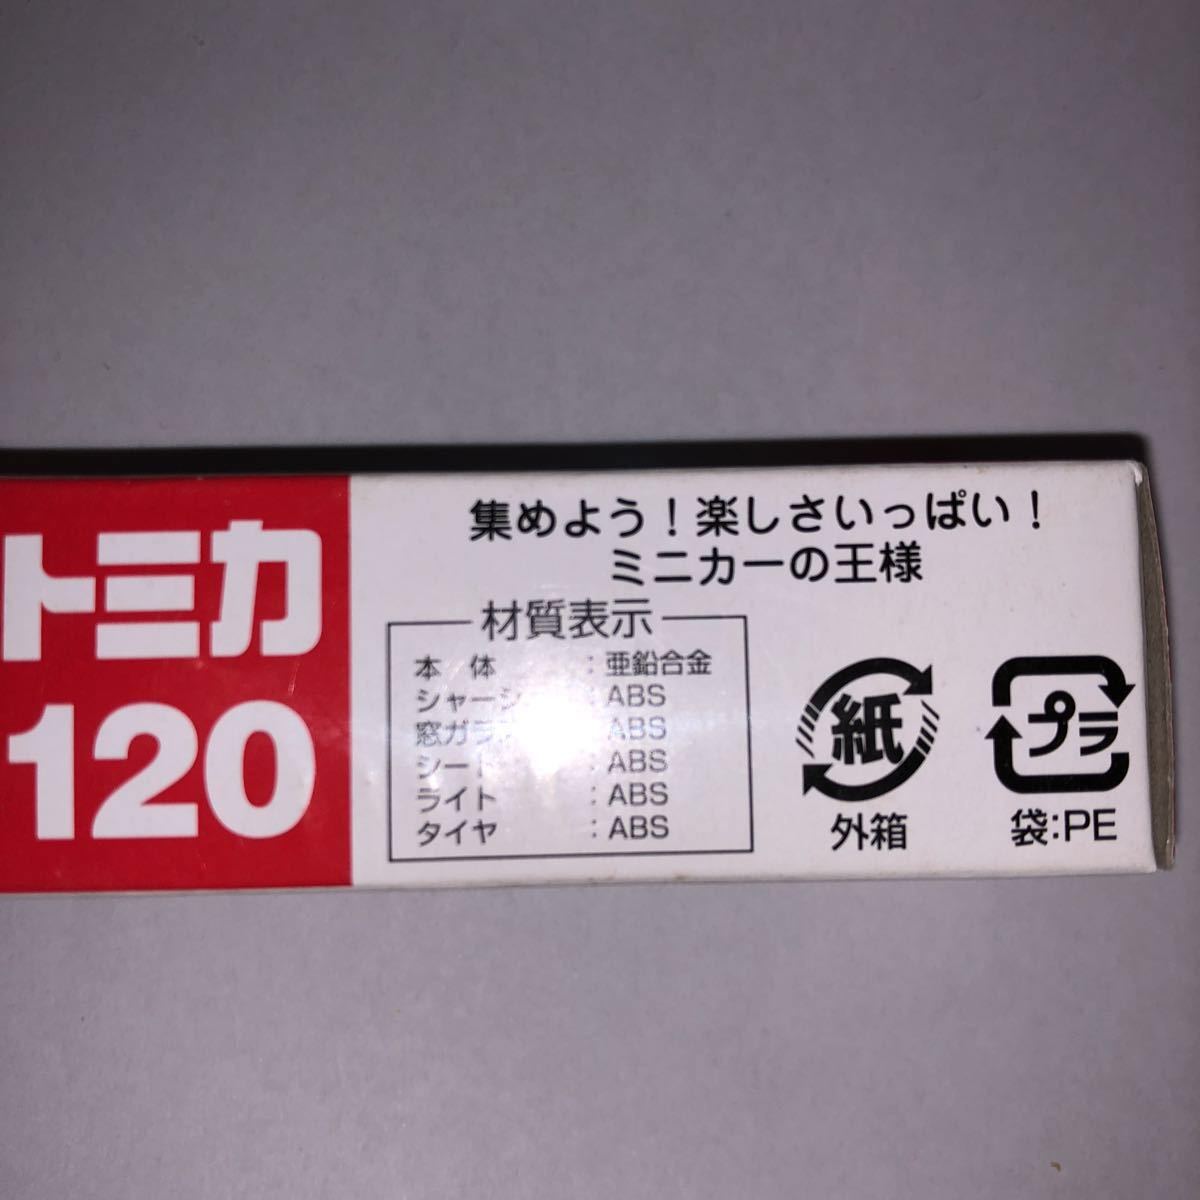 トミカ
120
集めよう!楽しさいっぱい!
ミニカーの王様
材質表示
本体 : 亜鉛合金
シャーシ : ABS
窓ガラ : ABS
シート : ABS
ライト : ABS
タイヤ : ABS
紙
外箱
プラ
袋:PE